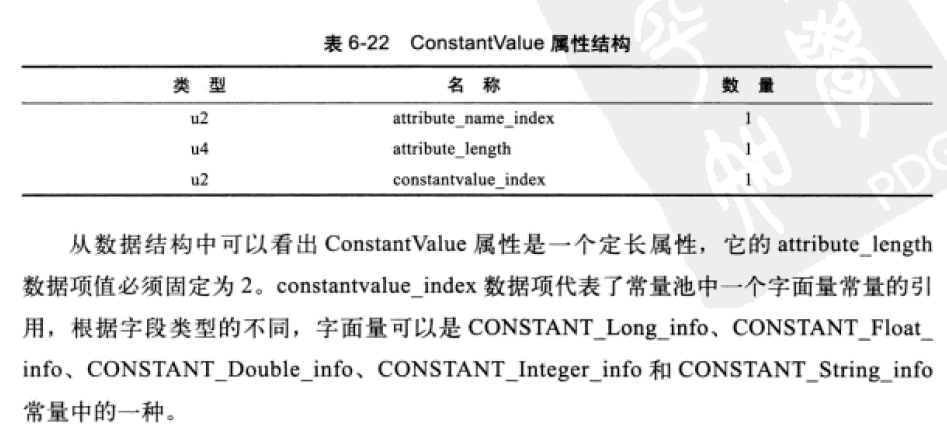 表 6-22 ConstantValue 属性结构
类 型 名 称 数 量
u2 attribute_name_index 1
u4 attribute_length 1
u2 constantvalue_index 1
从数据结构中可以看出 ConstantValue 属性是一个定长属性，它的 attribute_length
数据项值必须固定为 2。constantvalue_index 数据项代表了常量池中一个字面量常量的引
用，根据字段类型的不同，字面量可以是 CONSTANT_Long_info、CONSTANT_Float_
info、CONSTANT_Double_info、CONSTANT_Integer_info 和 CONSTANT_String_info
常量中的一种。
PDG